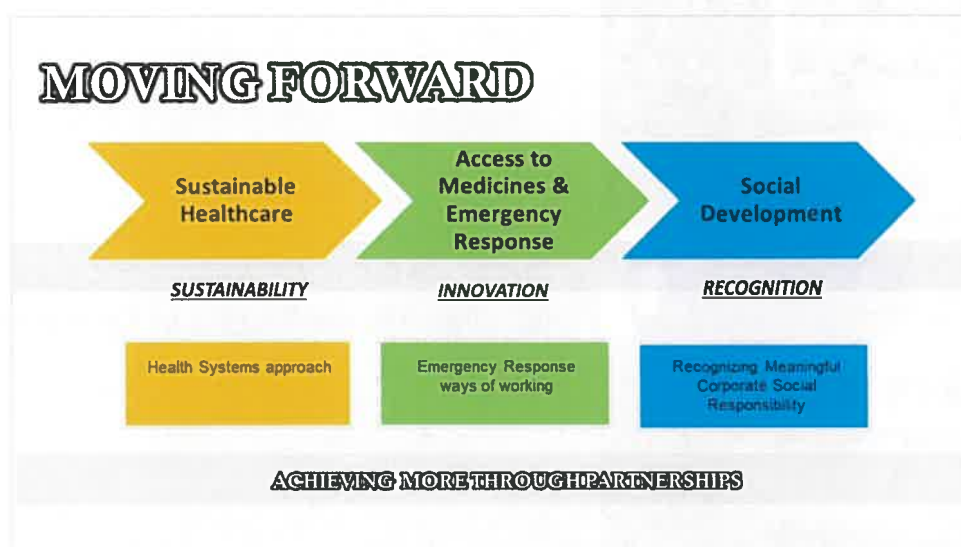 MOVING FORWARD
Sustainable
Healthcare
Access to
Medicines &
Emergency
Response
Social
Development
SUSTAINABILITY
INNOVATION
RECOGNITION
Health Systems approach
Emergency Response
ways of working
Recognizing Meaningful
Corporate Social
Responsibility
ACHIEVING MORE THROUGH PARTNERSHIPS